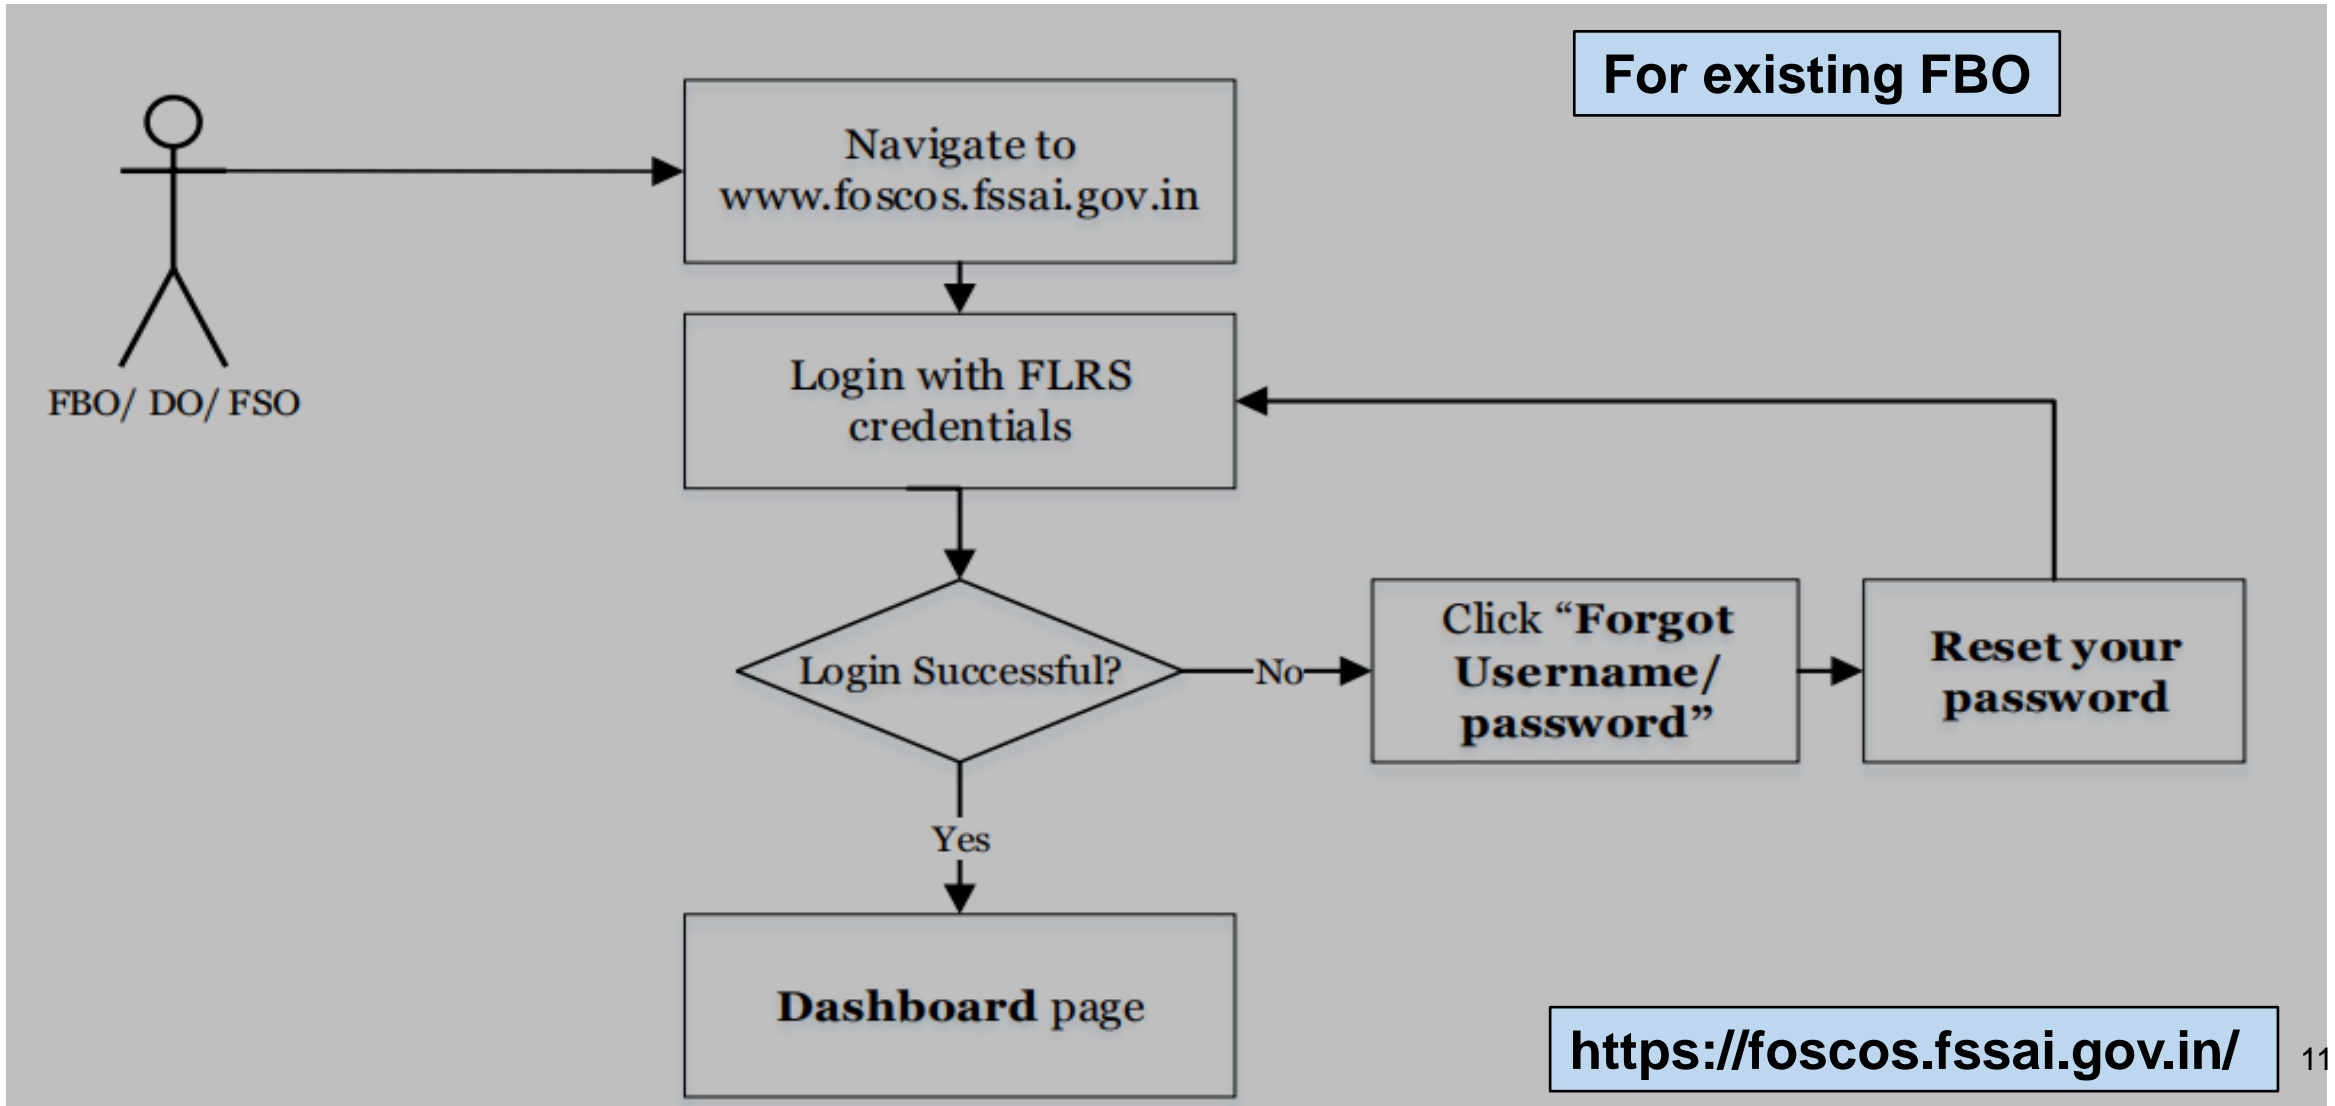 For existing FBO
Navigate to
www.foscos.fssai.gov.in
FBO/ DO/ FSO
Login with FLRS
credentials
Login Successful?
No
Click “Forgot
Username/
password”
Reset your
password
Yes
Dashboard page
https://foscos.fssai.gov.in/
11